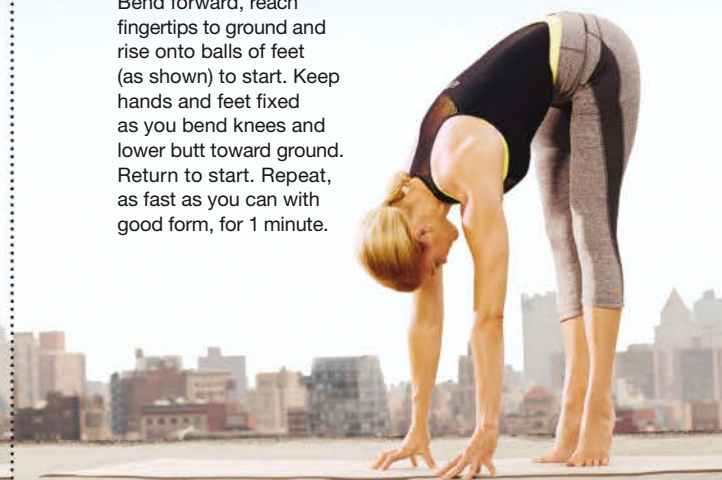 Bend forward, reach
fingertips to ground and
rise onto balls of feet
(as shown) to start. Keep
hands and feet fixed
as you bend knees and
lower butt toward ground.
Return to start. Repeat,
as fast as you can with
good form, for 1 minute.